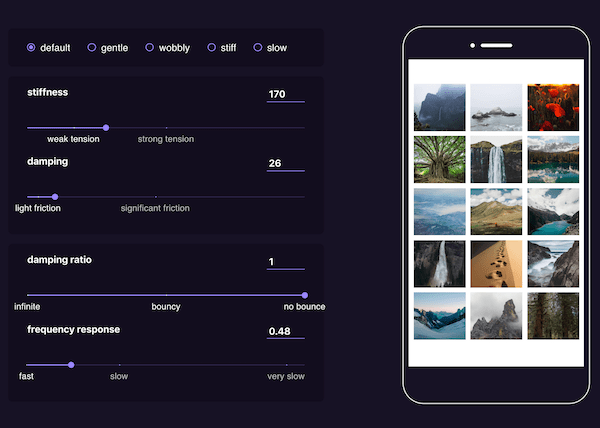 default gentle wobbly stiff slow
stiffness 170
weak tension strong tension
damping 26
light friction significant friction
damping ratio 1
infinite bouncy no bounce
frequency response 0.48
fast slow very slow